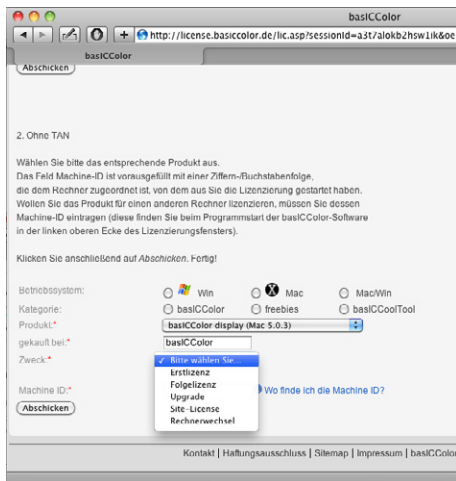 basICColor
http://license.basiccolor.de/lic.asp?sessionId=a3t7alokb2hsw1ik&oe
basICColor
Abschicken
2. Ohne TAN
Wählen Sie bitte das entsprechende Produkt aus.
Das Feld Machine-ID ist vorausgefüllt mit einer Ziffern-/Buchstabenfolge,
die dem Rechner zugeordnet ist, von dem aus Sie die Lizenzierung gestartet haben.
Wollen Sie das Produkt für einen anderen Rechner lizenzieren, müssen Sie dessen
Machine-ID eintragen (diese finden Sie beim Programmstart der basICColor-Software
in der linken oberen Ecke des Lizenzierungsfensters).
Klicken Sie anschließend auf Abschicken. Fertig!
Betriebssystem: Win Mac Mac/Win
Kategorie: basICColor freebies basICCoolTool
Produkt:* basICColor display (Mac 5.0.3)
gekauft bei:* basICColor
Zweck:* ✓ Bitte wählen Sie...
Erstlizenz
Folgelizenz
Upgrade
Site-License
Rechnerwechsel
Machine ID:* Wo finde ich die Machine ID?
Abschicken
Kontakt | Haftungsausschluss | Sitemap | Impressum | basICColor